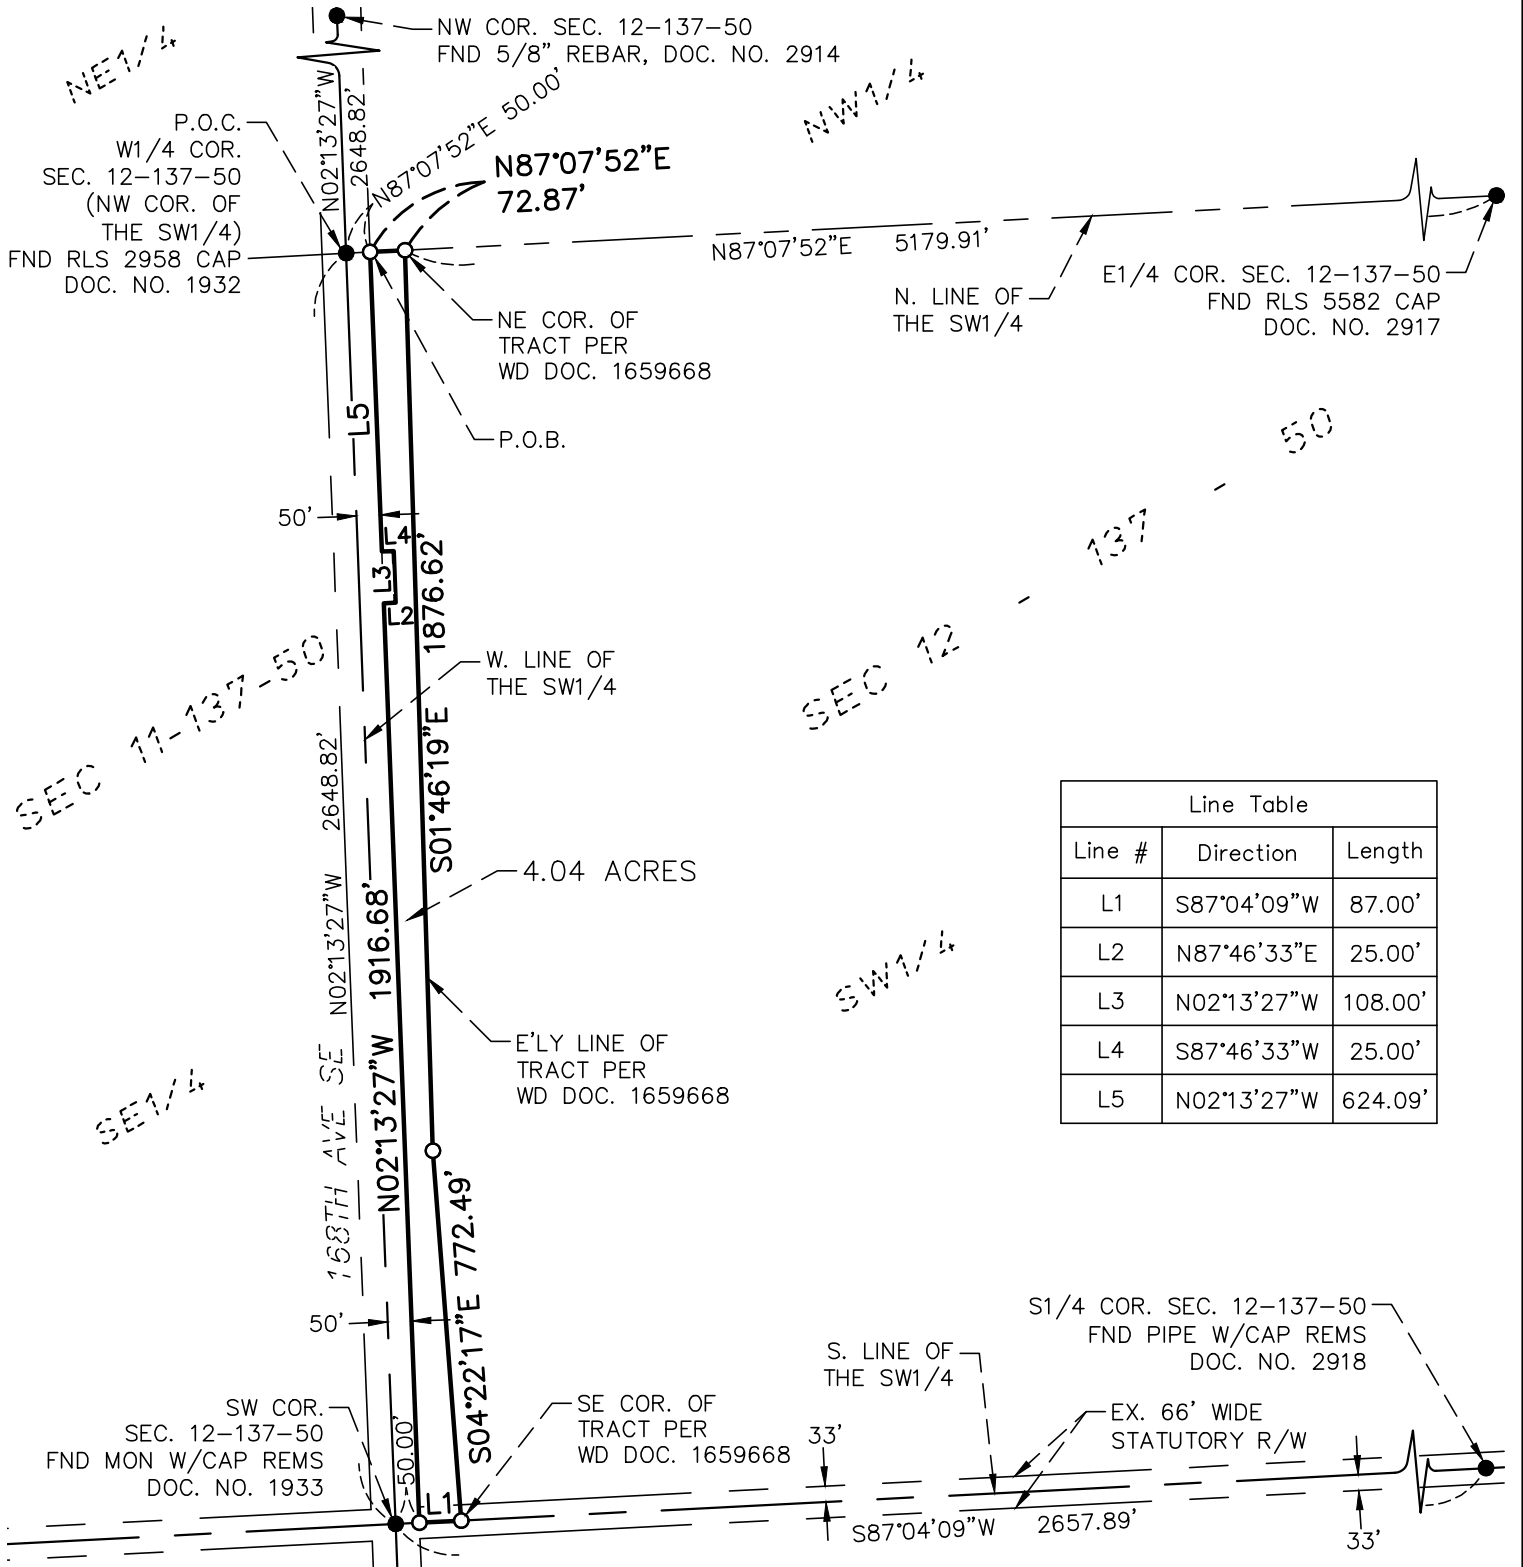 NW COR. SEC. 12–137–50
FND 5/8” REBAR, DOC. NO. 2914
NE1/4
NW1/4
N02°13'27”W
2648.82'
N87°07'52”E 50.00'
N87°07'52”E
72.87'
P.O.C.
W1/4 COR.
SEC. 12–137–50
(NW COR. OF
THE SW1/4)
FND RLS 2958 CAP
DOC. NO. 1932
N87°07'52”E 5179.91'
N. LINE OF
THE SW1/4
E1/4 COR. SEC. 12–137–50
FND RLS 5582 CAP
DOC. NO. 2917
NE COR. OF
TRACT PER
WD DOC. 1659668
P.O.B.
L5
50'
L4
L3
L2
SEC 12 - 137 - 50
SEC 11-137-50
S01°46'19”E 1876.62'
W. LINE OF
THE SW1/4
N02°13'27”W 2648.82'
4.04 ACRES
N02°13'27”W 1916.68'
Line Table
Line # Direction Length
L1 S87°04'09”W 87.00'
L2 N87°46'33”E 25.00'
L3 N02°13'27”W 108.00'
L4 S87°46'33”W 25.00'
L5 N02°13'27”W 624.09'
SW1/4
E'LY LINE OF
TRACT PER
WD DOC. 1659668
SE1/4
168TH AVE SE
S04°22'17”E 772.49'
50'
S1/4 COR. SEC. 12–137–50
FND PIPE W/CAP REMS
DOC. NO. 2918
S. LINE OF
THE SW1/4
SW COR.
SEC. 12–137–50
FND MON W/CAP REMS
DOC. NO. 1933
50.00'
L1
SE COR. OF
TRACT PER
WD DOC. 1659668
EX. 66' WIDE
STATUTORY R/W
33'
S87°04'09”W 2657.89'
33'